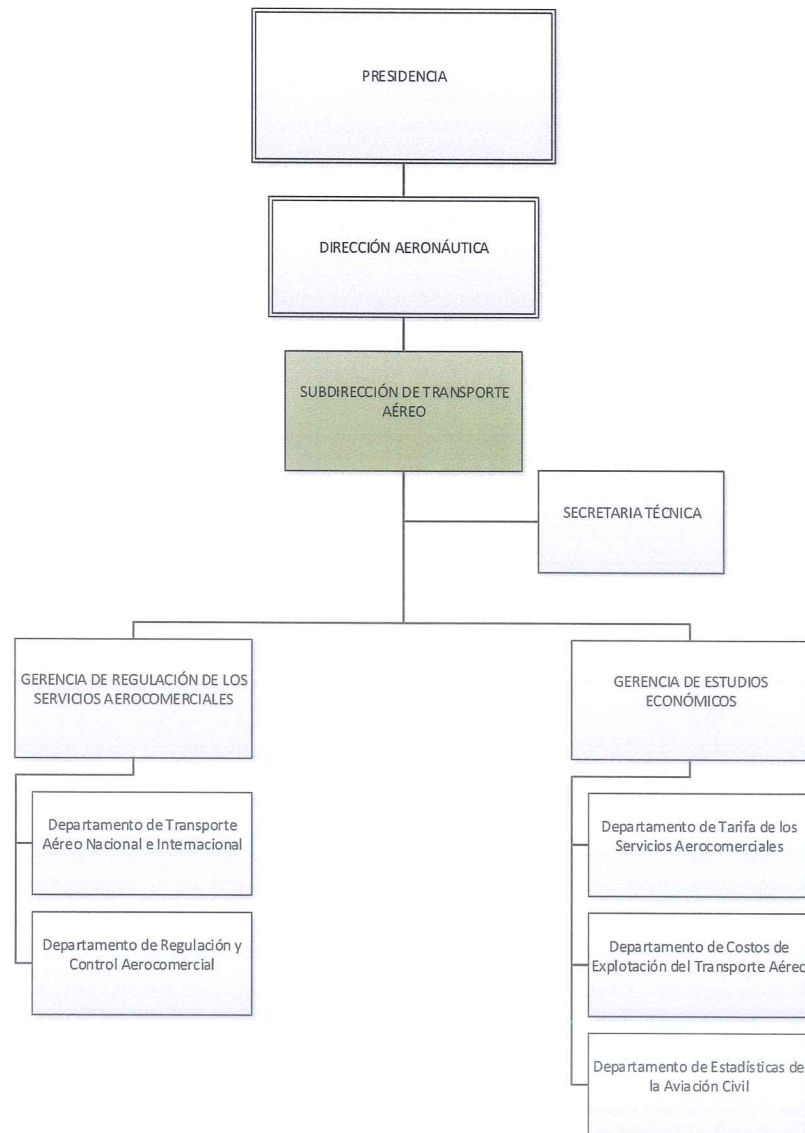 PRESIDENCIA
DIRECCIÓN AERONÁUTICA
SUBDIRECCIÓN DE TRANSPORTE
AÉREO
SECRETARIA TÉCNICA
GERENCIA DE REGULACIÓN DE LOS
SERVICIOS AEROCOMERCIALES
Departamento de Transporte
Aéreo Nacional e Internacional
Departamento de Regulación y
Control Aerocomercial
GERENCIA DE ESTUDIOS
ECONÓMICOS
Departamento de Tarifa de los
Servicios Aerocomerciales
Departamento de Costos de
Explotación del Transporte Aéreo
Departamento de Estadísticas de
la Aviación Civil